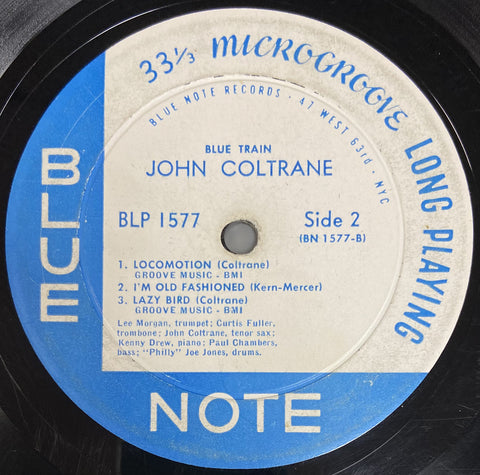 33⅓ MICROGROOVE LONG PLAYING
BLUE NOTE RECORDS · 47 WEST 63rd · NYC
BLUE TRAIN
JOHN COLTRANE
BLP 1577
Side 2
(BN 1577-B)
1. LOCOMOTION (Coltrane)
GROOVE MUSIC - BMI
2. I'M OLD FASHIONED (Kern-Mercer)
3. LAZY BIRD (Coltrane)
GROOVE MUSIC - BMI
Lee Morgan, trumpet; Curtis Fuller,
trombone; John Coltrane, tenor sax;
Kenny Drew, piano; Paul Chambers,
bass; "Philly" Joe Jones, drums.
BLUE
NOTE